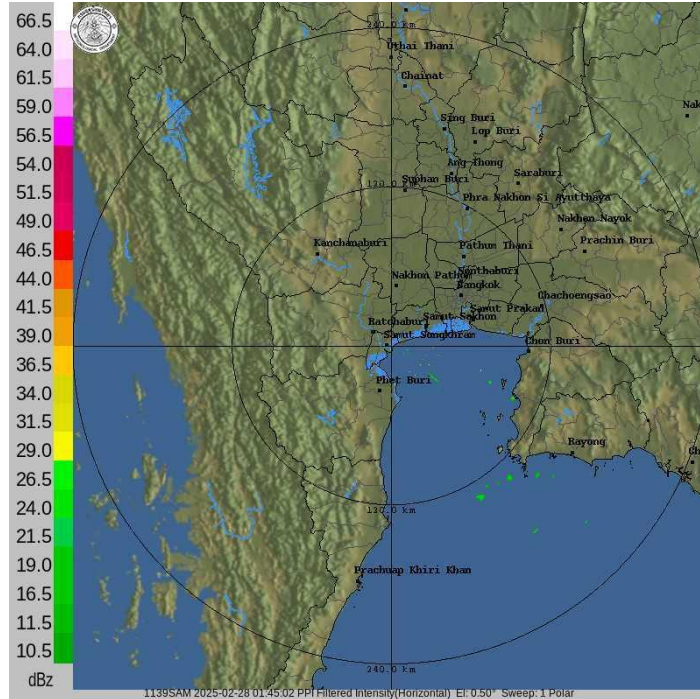 66.5
64.0
61.5
59.0
56.5
54.0
51.5
49.0
46.5
44.0
41.5
39.0
36.5
34.0
31.5
29.0
26.5
24.0
21.5
19.0
16.5
14.0
11.5
10.5
dBz
240.0 km
Uthai Thani
Chainat
Nak
Sing Buri
Lop Buri
Ang Thong
Suphan Buri
Saraburi
120.0 km
Phra Nakhon Si Ayutthaya
Nakhon Nayok
Kanchanaburi
Pathum Thani
Prachin Buri
Nakhon Pathom
Nonthaburi
Bangkok
Chachoengsao
Samut Prakan
Ratchaburi
Samut Sakhon
Samut Songkhram
Chon Buri
Phet Buri
Rayong
Ch
Prachuap Khiri Khan
240.0 km
1139SAM 2025-02-28 01:45:02 PPI Filtered Intensity(Horizontal) El: 0.50° Sweep: 1 Polar